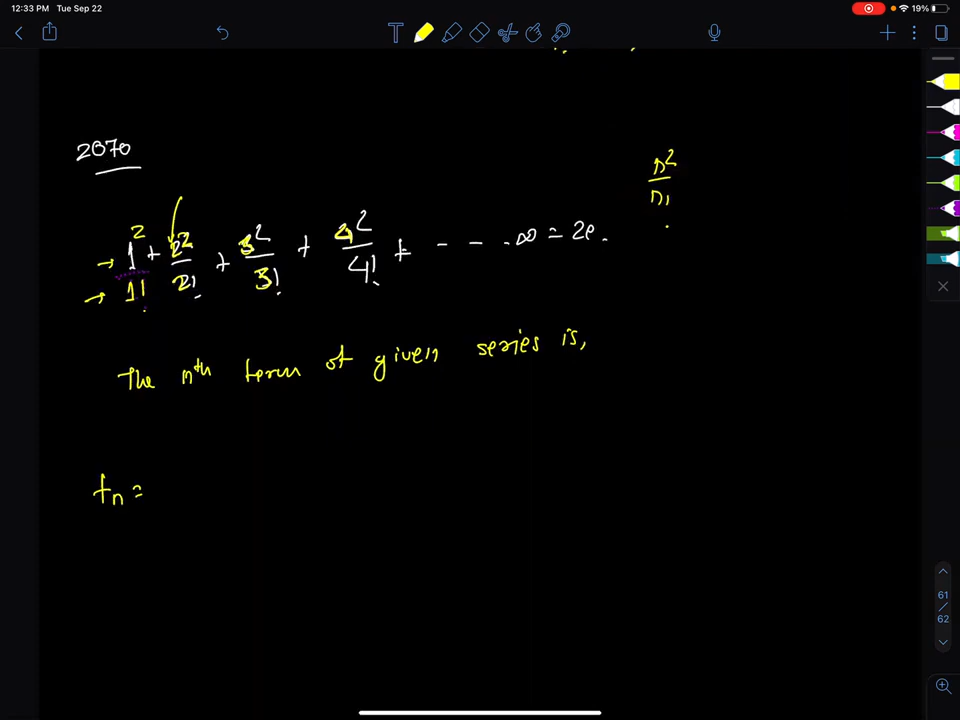 12:33 PM Tue Sep 22
19%
2070
n²/n!
1²/1! + 2²/2! + 3²/3! + 4²/4! + - - . ∞ = 2e.
The nth term of given series is,
tn =
61
/
62